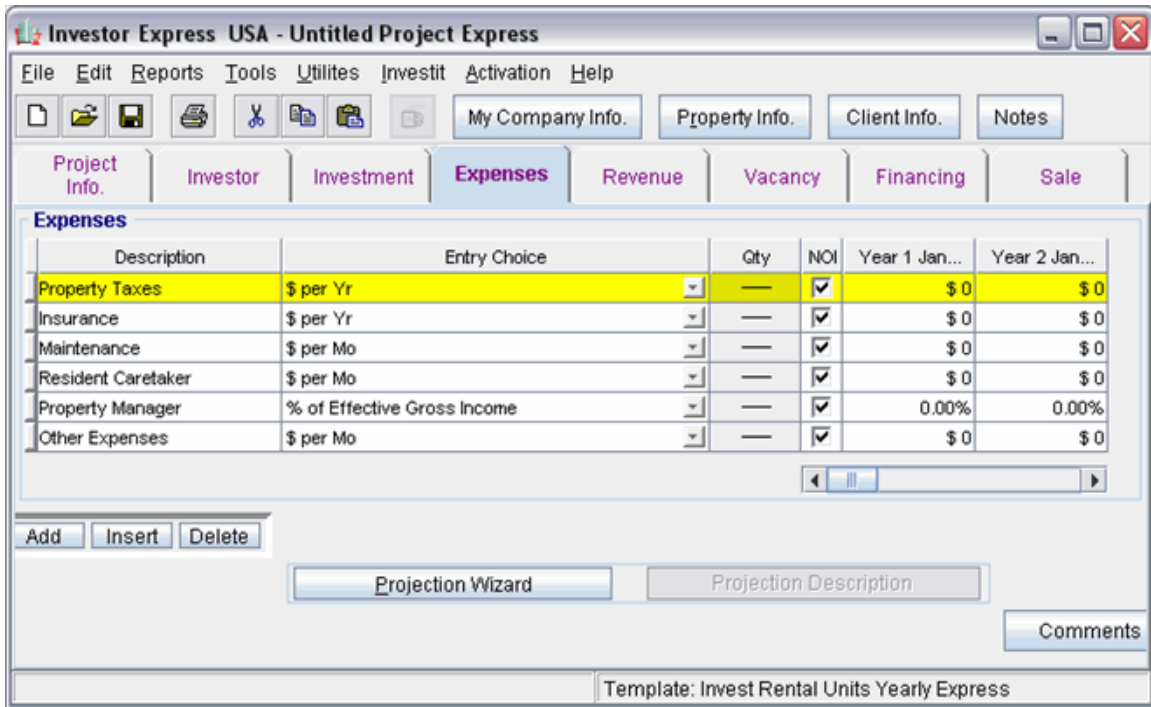 Investor Express USA - Untitled Project Express
File Edit Reports Tools Utilites Investit Activation Help
My Company Info. Property Info. Client Info. Notes
Project Info. Investor Investment Expenses Revenue Vacancy Financing Sale
Expenses
Description Entry Choice Qty NOI Year 1 Jan... Year 2 Jan...
Property Taxes $ per Yr — $ 0 $ 0
Insurance $ per Yr — $ 0 $ 0
Maintenance $ per Mo — $ 0 $ 0
Resident Caretaker $ per Mo — $ 0 $ 0
Property Manager % of Effective Gross Income — 0.00% 0.00%
Other Expenses $ per Mo — $ 0 $ 0
Add Insert Delete
Projection Wizard Projection Description
Comments
Template: Invest Rental Units Yearly Express